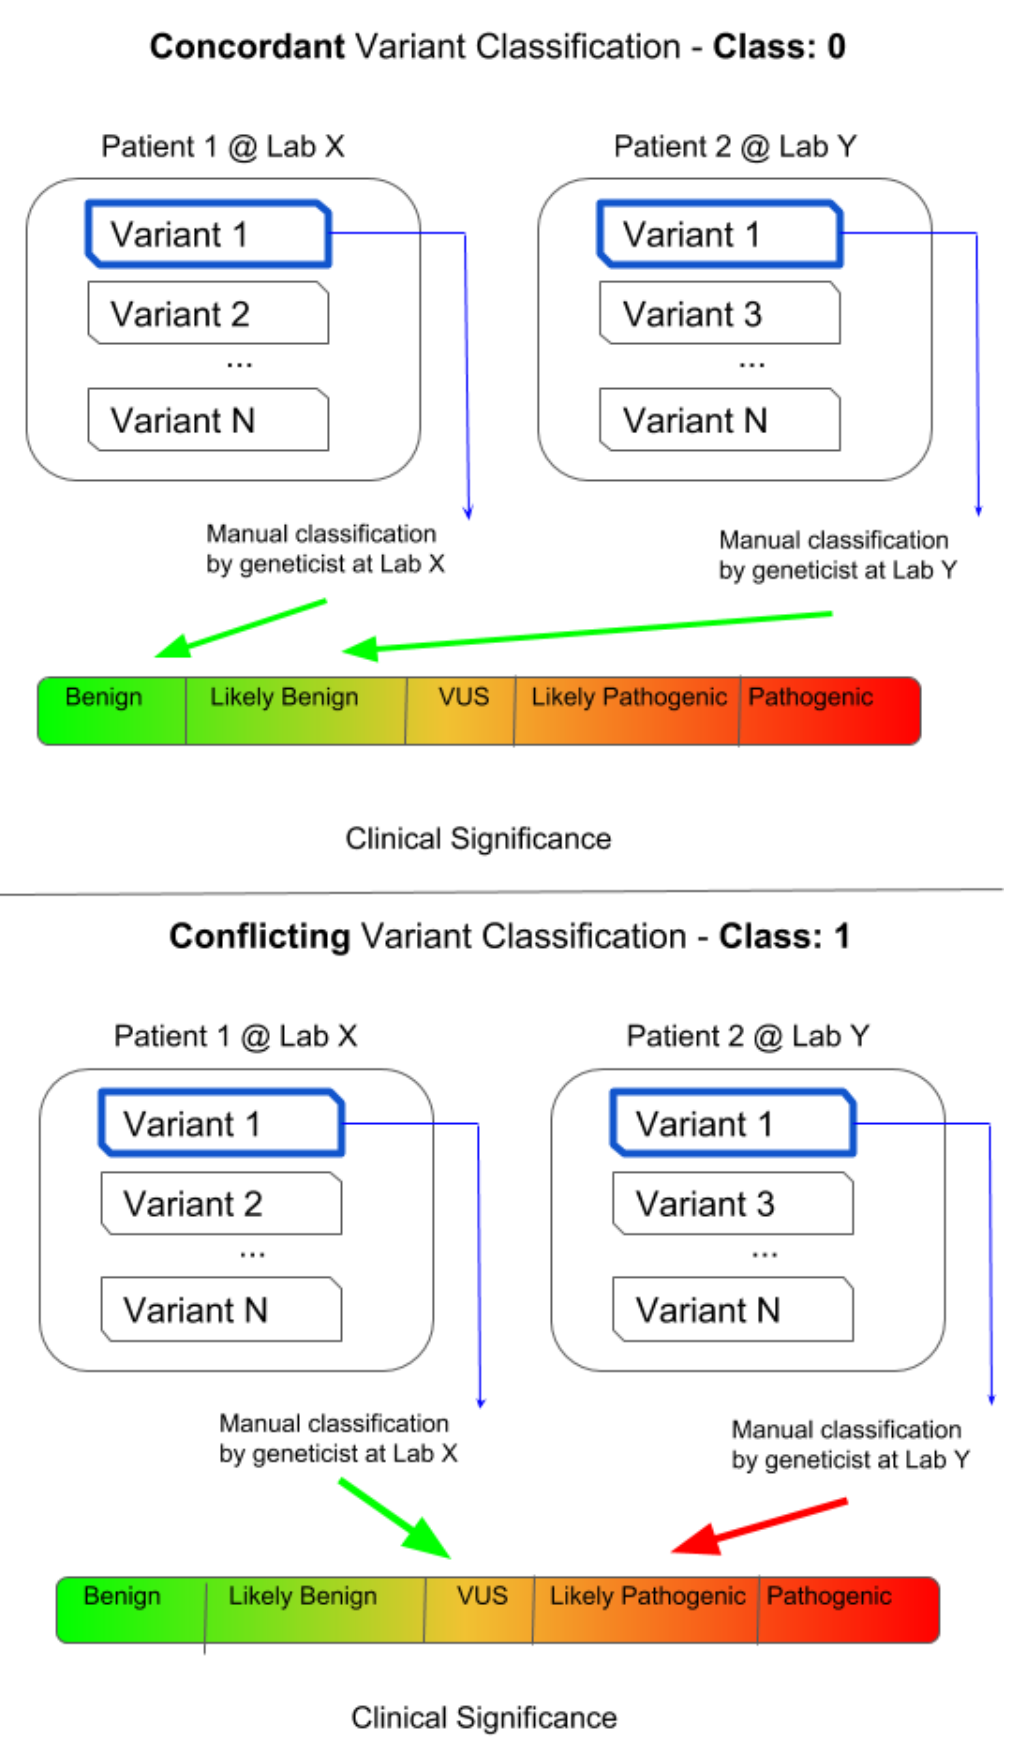 Concordant Variant Classification - Class: 0
Patient 1 @ Lab X
Variant 1
Variant 2
...
Variant N
Patient 2 @ Lab Y
Variant 1
Variant 3
...
Variant N
Manual classification
by geneticist at Lab X
Manual classification
by geneticist at Lab Y
Benign
Likely Benign
VUS
Likely Pathogenic
Pathogenic
Clinical Significance
Conflicting Variant Classification - Class: 1
Patient 1 @ Lab X
Variant 1
Variant 2
...
Variant N
Patient 2 @ Lab Y
Variant 1
Variant 3
...
Variant N
Manual classification
by geneticist at Lab X
Manual classification
by geneticist at Lab Y
Benign
Likely Benign
VUS
Likely Pathogenic
Pathogenic
Clinical Significance